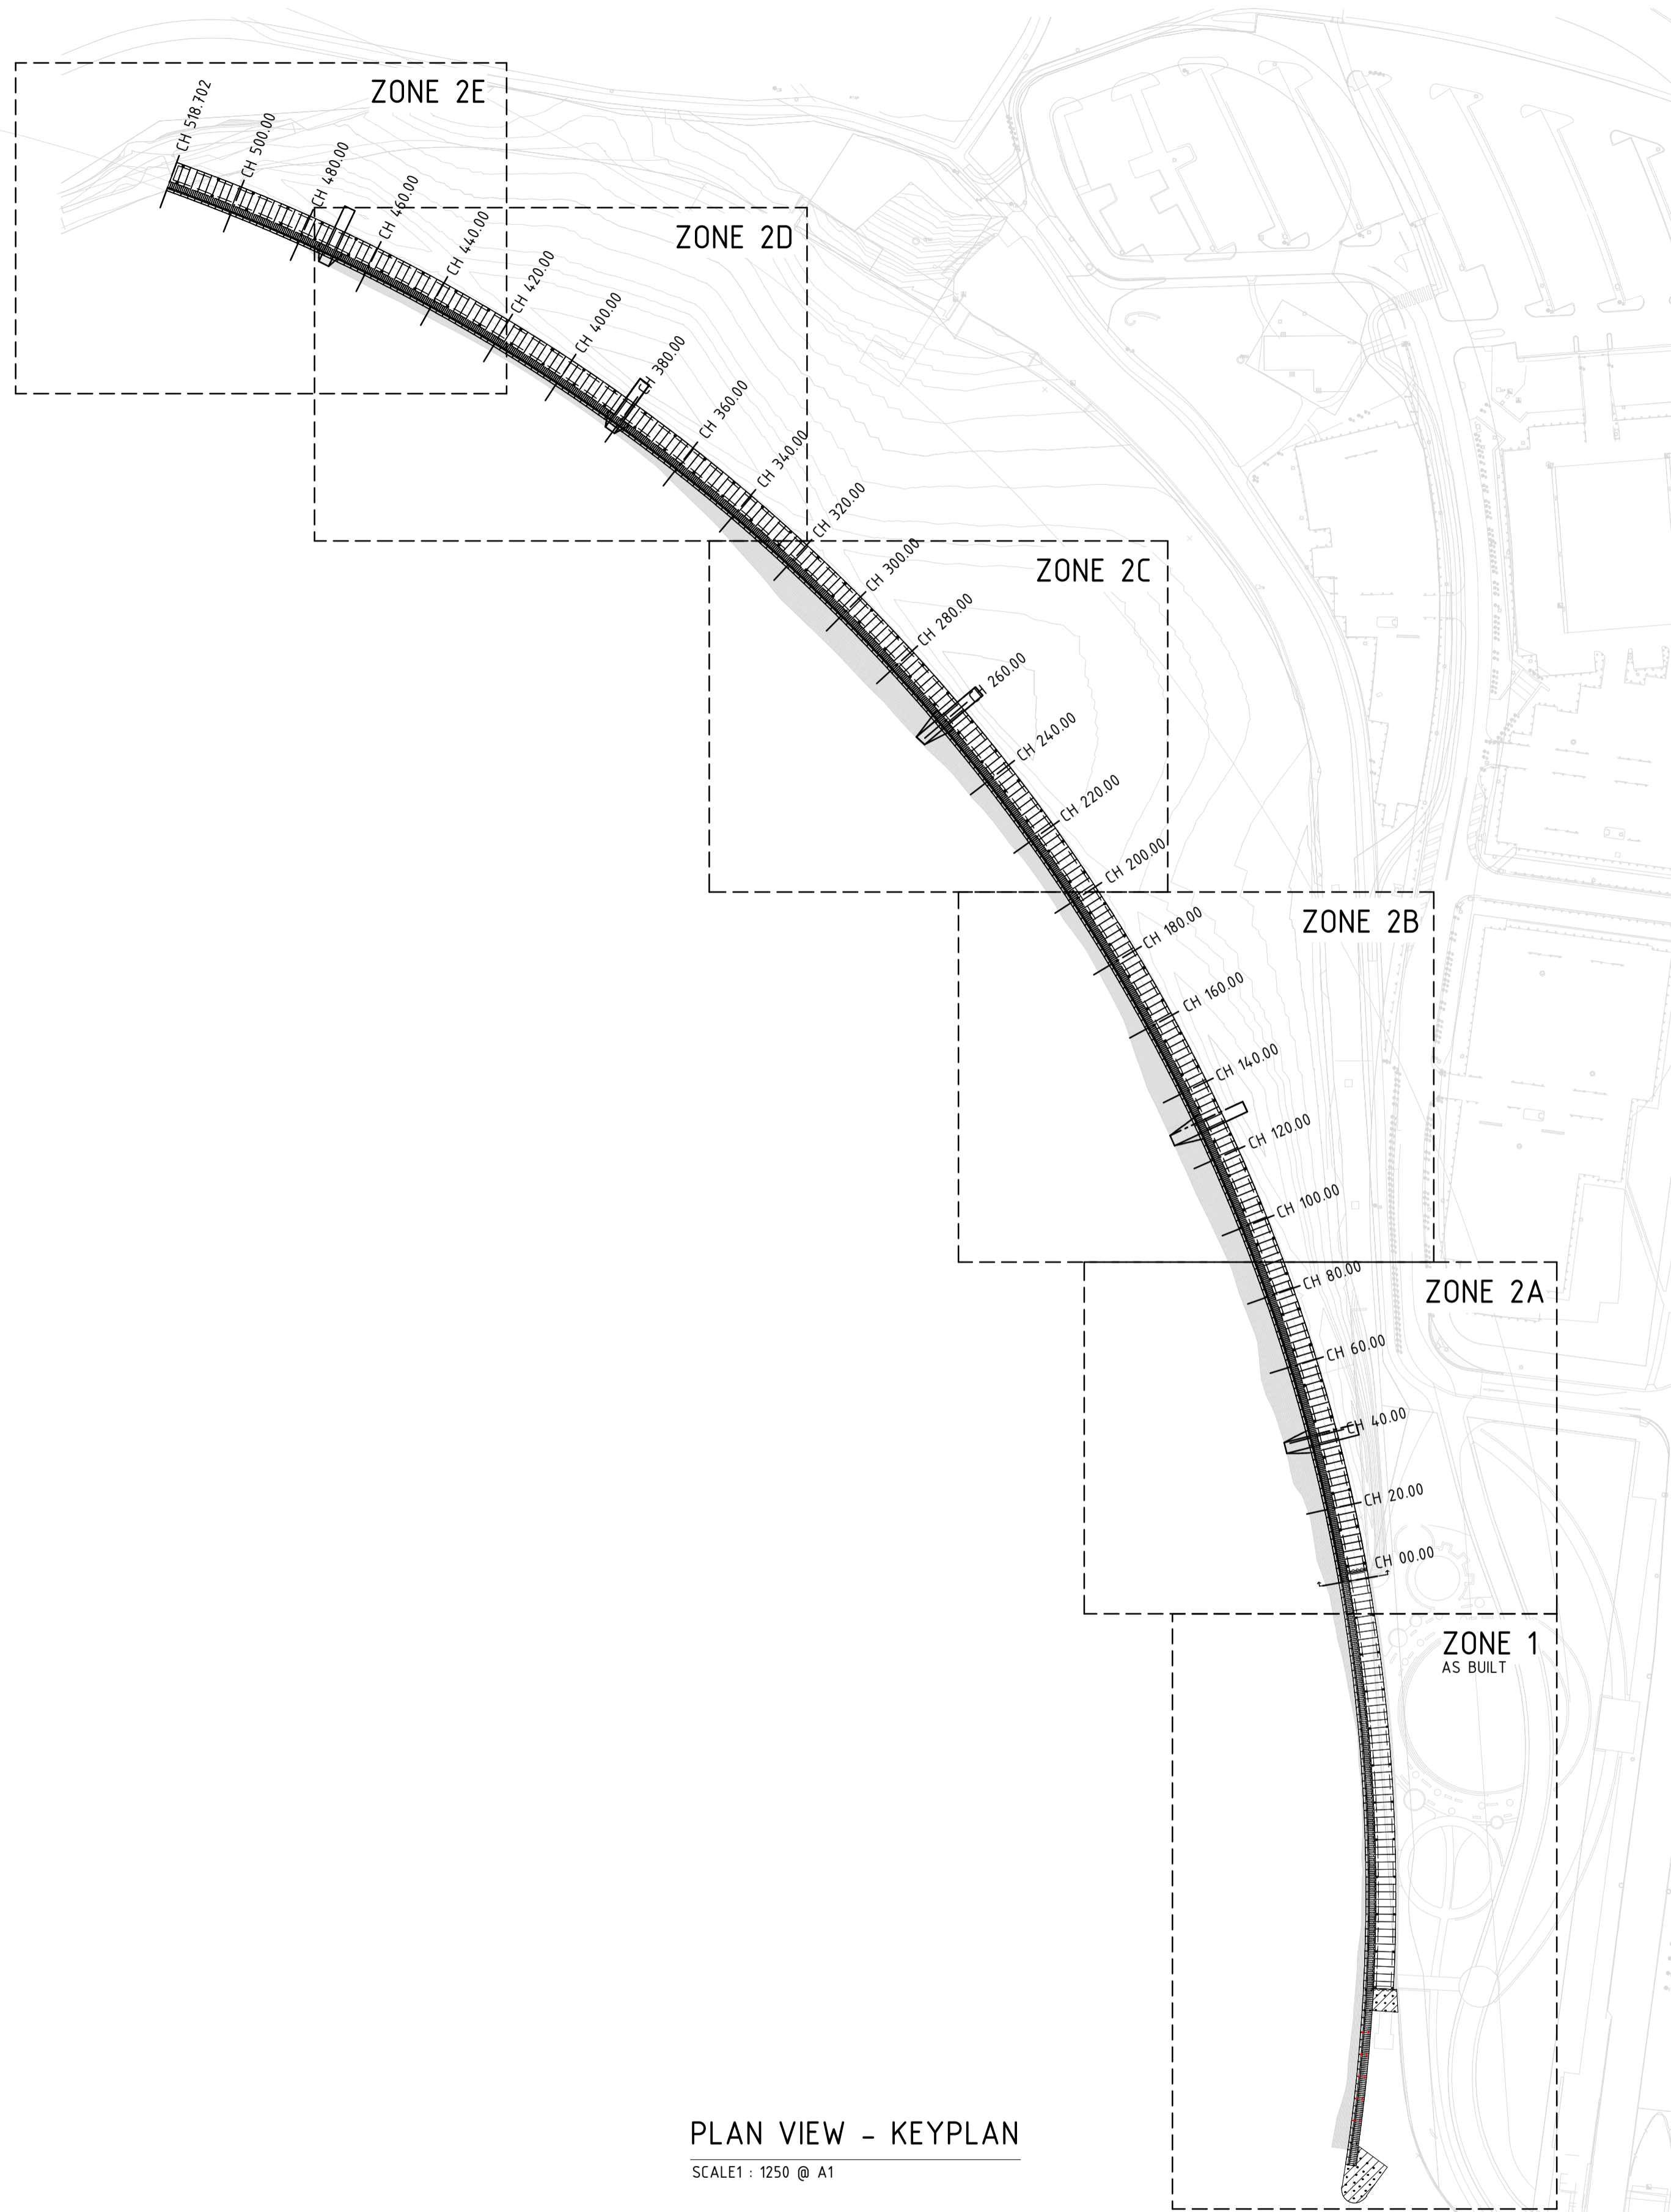 ZONE 2E
CH 518.702
CH 500.00
CH 480.00
CH 460.00
CH 440.00
ZONE 2D
CH 420.00
CH 400.00
CH 380.00
CH 360.00
CH 340.00
CH 320.00
ZONE 2C
CH 300.00
CH 280.00
H 260.00
CH 240.00
CH 220.00
CH 200.00
ZONE 2B
CH 180.00
CH 160.00
CH 140.00
CH 120.00
CH 100.00
ZONE 2A
CH 80.00
CH 60.00
CH 40.00
CH 20.00
CH 00.00
ZONE 1
AS BUILT
PLAN VIEW - KEYPLAN
SCALE1 : 1250 @ A1